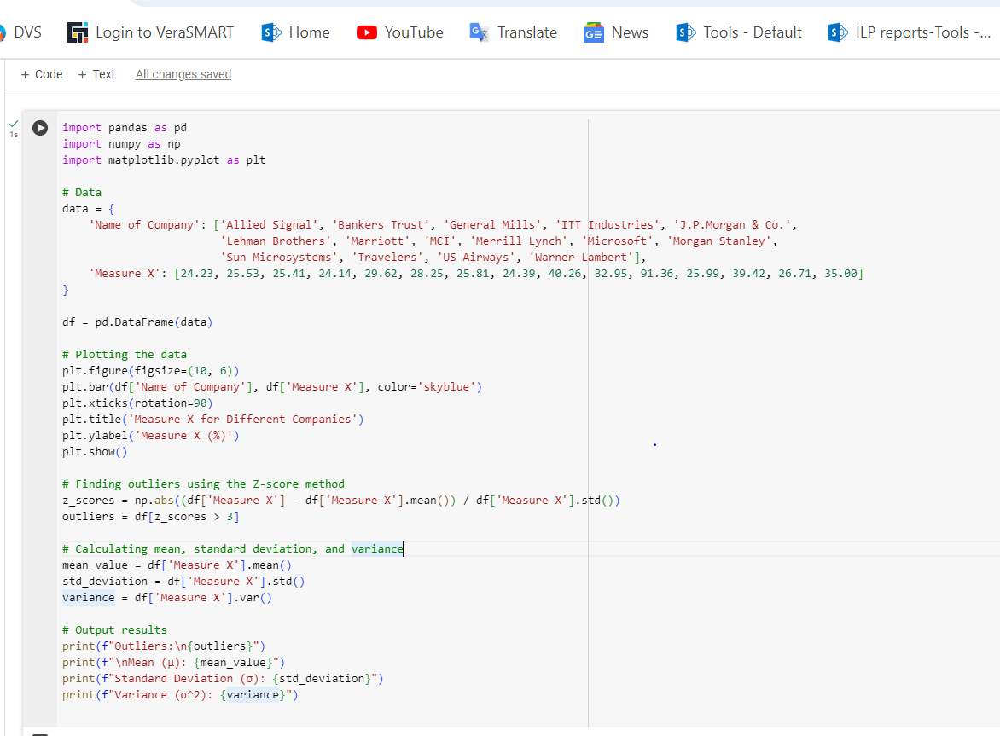 DVS Login to VeraSMART Home YouTube Translate News Tools - Default ILP reports-Tools -...
+ Code + Text All changes saved
1s
import pandas as pd
import numpy as np
import matplotlib.pyplot as plt
# Data
data = {
'Name of Company': ['Allied Signal', 'Bankers Trust', 'General Mills', 'ITT Industries', 'J.P.Morgan & Co.',
'Lehman Brothers', 'Marriott', 'MCI', 'Merrill Lynch', 'Microsoft', 'Morgan Stanley',
'Sun Microsystems', 'Travelers', 'US Airways', 'Warner-Lambert'],
'Measure X': [24.23, 25.53, 25.41, 24.14, 29.62, 28.25, 25.81, 24.39, 40.26, 32.95, 91.36, 25.99, 39.42, 26.71, 35.00]
}
df = pd.DataFrame(data)
# Plotting the data
plt.figure(figsize=(10, 6))
plt.bar(df['Name of Company'], df['Measure X'], color='skyblue')
plt.xticks(rotation=90)
plt.title('Measure X for Different Companies')
plt.ylabel('Measure X (%)')
plt.show()
# Finding outliers using the Z-score method
z_scores = np.abs((df['Measure X'] - df['Measure X'].mean()) / df['Measure X'].std())
outliers = df[z_scores > 3]
# Calculating mean, standard deviation, and variance
mean_value = df['Measure X'].mean()
std_deviation = df['Measure X'].std()
variance = df['Measure X'].var()
# Output results
print(f"Outliers:\n{outliers}")
print(f"\nMean (μ): {mean_value}")
print(f"Standard Deviation (σ): {std_deviation}")
print(f"Variance (σ^2): {variance}")